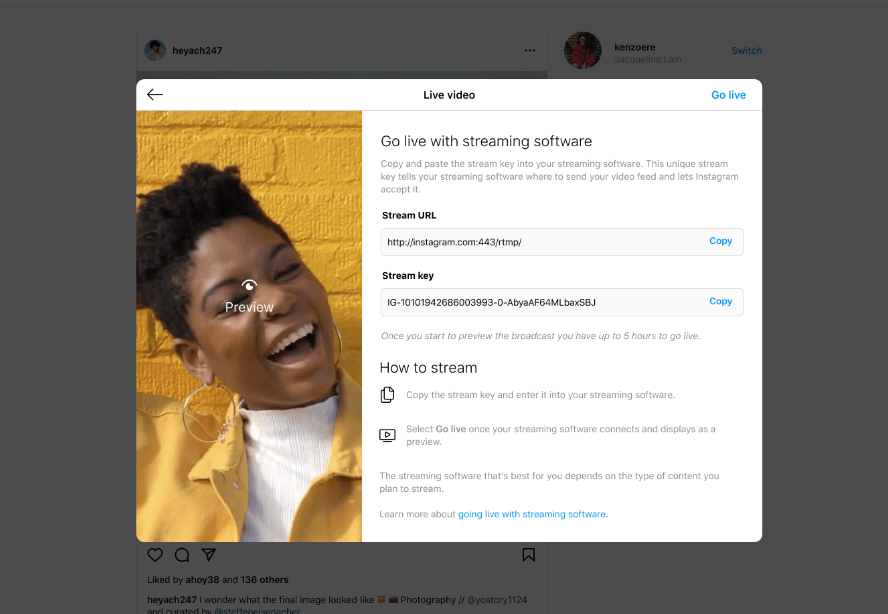 heyach247
...
kenzoere
Jacqueline Lam
Switch
Live video
Go live
Preview
Go live with streaming software
Copy and paste the stream key into your streaming software. This unique stream
key tells your streaming software where to send your video feed and lets Instagram
accept it.
Stream URL
http://instagram.com:443/rtmp/
Copy
Stream key
IG-10101942686003993-0-AbyaAF64MLbaxSBJ
Copy
Once you start to preview the broadcast you have up to 5 hours to go live.
How to stream
Copy the stream key and enter it into your streaming software.
Select Go live once your streaming software connects and displays as a
preview.
The streaming software that's best for you depends on the type of content you
plan to stream.
Learn more about going live with streaming software.
Liked by ahoy38 and 136 others
heyach247 I wonder what the final image looked like Photography // @yostory1124
and curated by @steffeneisenacher